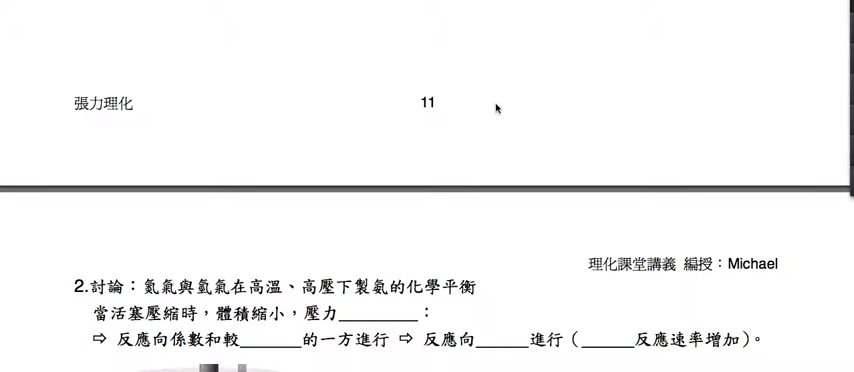 張力理化
11
理化課堂講義 編授：Michael
2.討論：氮氣與氫氣在高溫、高壓下製氨的化學平衡
當活塞壓縮時，體積縮小，壓力________：
⇨ 反應向係數和較______的一方進行 ⇨ 反應向_____進行（_____反應速率增加）。